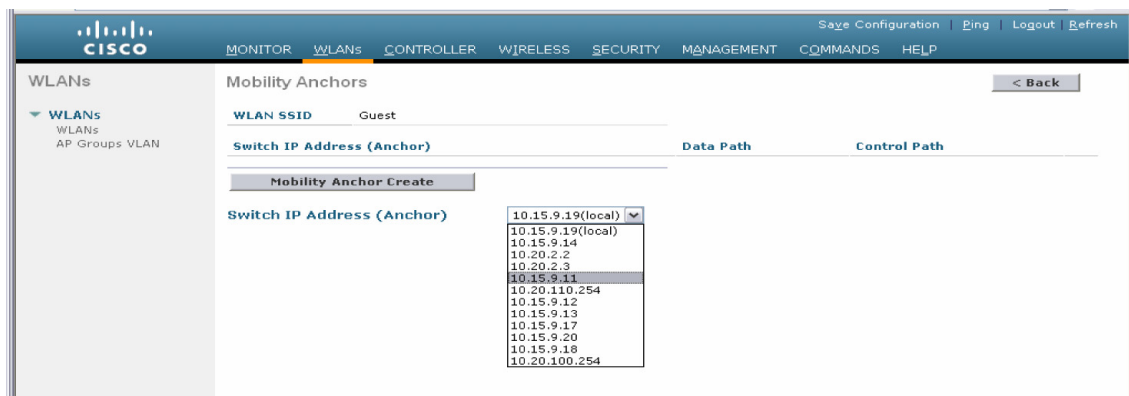 Save Configuration | Ping | Logout | Refresh
CISCO MONITOR WLANs CONTROLLER WIRELESS SECURITY MANAGEMENT COMMANDS HELP
WLANs
WLANs
WLANs
AP Groups VLAN
Mobility Anchors
< Back
WLAN SSID Guest
Switch IP Address (Anchor) Data Path Control Path
Mobility Anchor Create
Switch IP Address (Anchor) 10.15.9.19(local)
10.15.9.19(local)
10.15.9.14
10.20.2.2
10.20.2.3
10.15.9.11
10.20.110.254
10.15.9.12
10.15.9.13
10.15.9.17
10.15.9.20
10.15.9.18
10.20.100.254